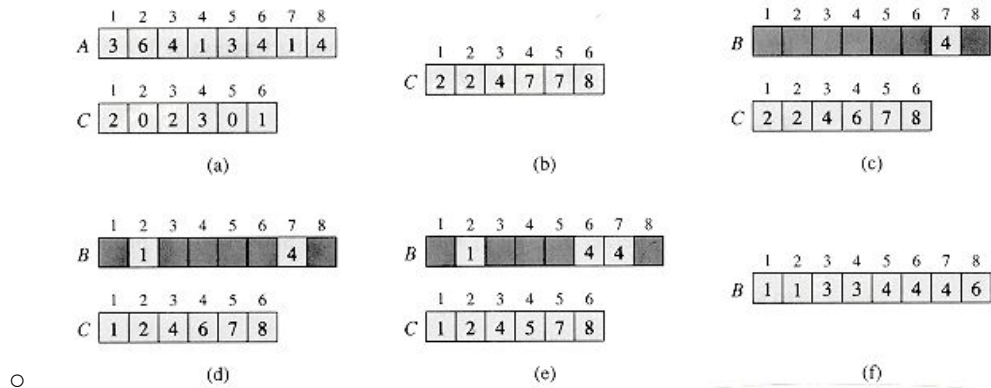 1 2 3 4 5 6 7 8
A 3 6 4 1 3 4 1 4
1 2 3 4 5 6
C 2 0 2 3 0 1
(a)
1 2 3 4 5 6
C 2 2 4 7 7 8
(b)
1 2 3 4 5 6 7 8
B 4
1 2 3 4 5 6
C 2 2 4 6 7 8
(c)
1 2 3 4 5 6 7 8
B 1 4
1 2 3 4 5 6
C 1 2 4 6 7 8
(d)
1 2 3 4 5 6 7 8
B 1 4 4
1 2 3 4 5 6
C 1 2 4 5 7 8
(e)
1 2 3 4 5 6 7 8
B 1 1 3 3 4 4 4 6
(f)